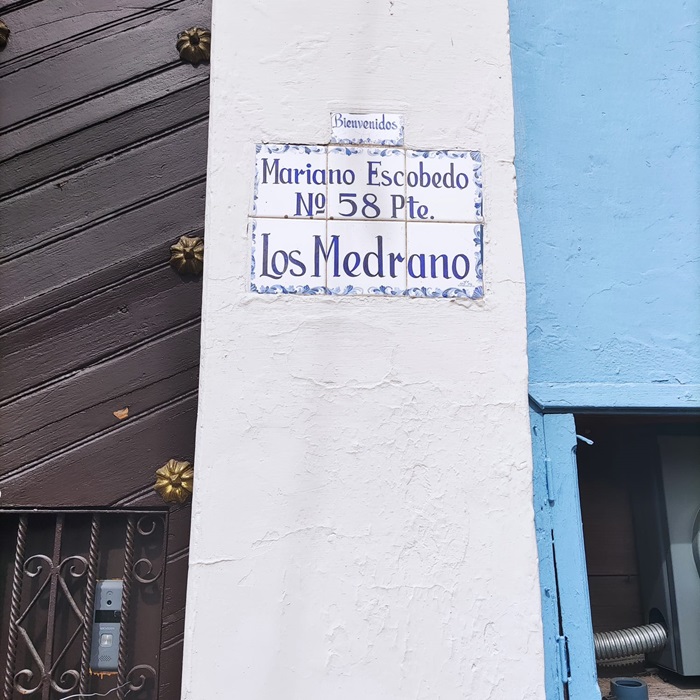 Bienvenidos
Mariano Escobedo
Nº 58 Pte.
Los Medrano